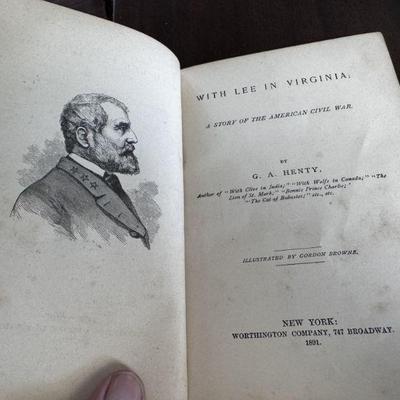 WITH LEE IN VIRGINIA;
A STORY OF THE AMERICAN CIVIL WAR.
BY
G. A. HENTY,
Author of "With Clive in India;" "With Wolfe in Canada;" "The
Lion of St. Mark;" "Bonnie Prince Charlie;"
"The Cat of Bubastes;" etc., etc.
ILLUSTRATED BY GORDON BROWNE.
NEW YORK:
WORTHINGTON COMPANY, 747 BROADWAY.
1891.